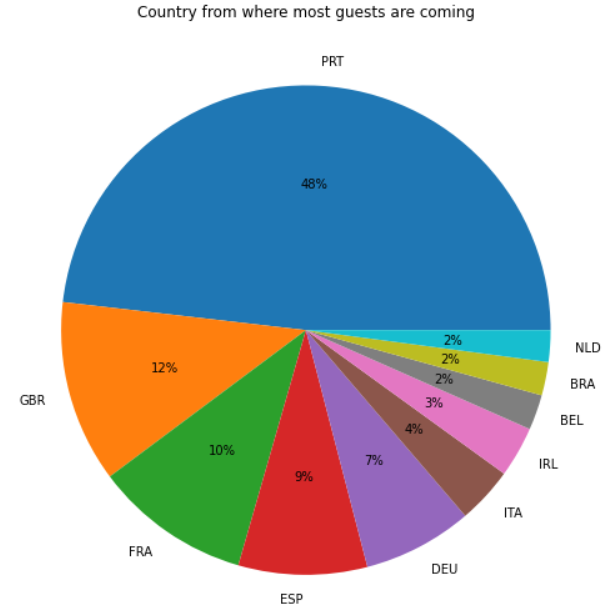 Country from where most guests are coming
PRT
48%
GBR
12%
FRA
10%
ESP
9%
DEU
7%
ITA
4%
IRL
3%
BEL
2%
BRA
2%
NLD
2%